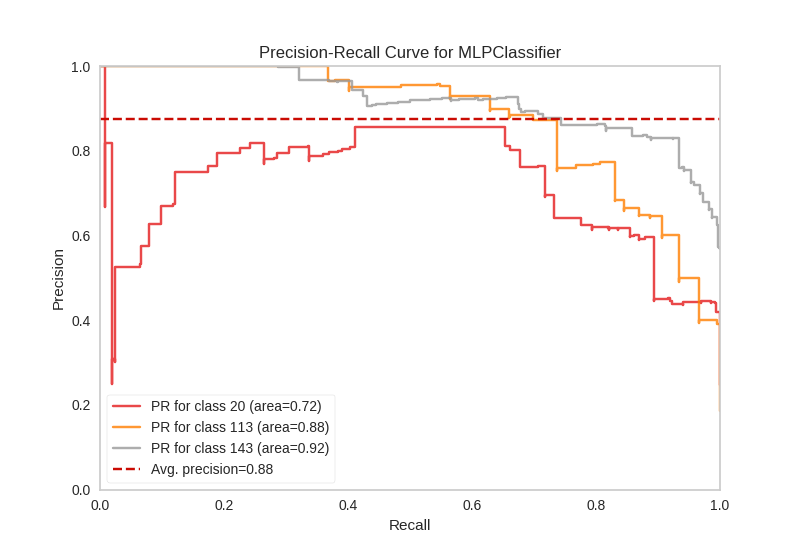 Precision-Recall Curve for MLPClassifier
1.0
0.8
0.6
0.4
0.2
0.0
Precision
PR for class 20 (area=0.72)
PR for class 113 (area=0.88)
PR for class 143 (area=0.92)
Avg. precision=0.88
0.0 0.2 0.4 0.6 0.8 1.0
Recall